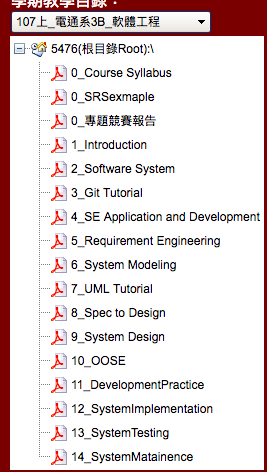 學期教學目錄：
107上_電通系3B_軟體工程
5476(根目錄Root):\
0_Course Syllabus
0_SRSexmaple
0_專題競賽報告
1_Introduction
2_Software System
3_Git Tutorial
4_SE Application and Development
5_Requirement Engineering
6_System Modeling
7_UML Tutorial
8_Spec to Design
9_System Design
10_OOSE
11_DevelopmentPractice
12_SystemImplementation
13_SystemTesting
14_SystemMatainence